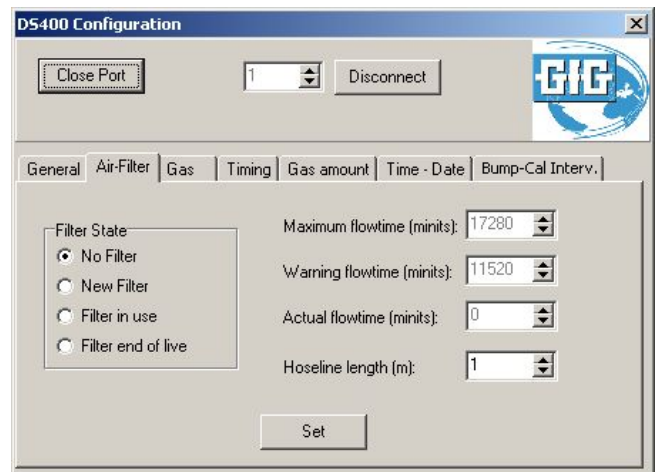 DS400 Configuration
Close Port
1
Disconnect
GfG
General
Air-Filter
Gas
Timing
Gas amount
Time - Date
Bump-Cal Interv.
Filter State
No Filter
New Filter
Filter in use
Filter end of live
Maximum flowtime (minits): 17280
Warning flowtime (minits): 11520
Actual flowtime (minits): 0
Hoseline length (m): 1
Set